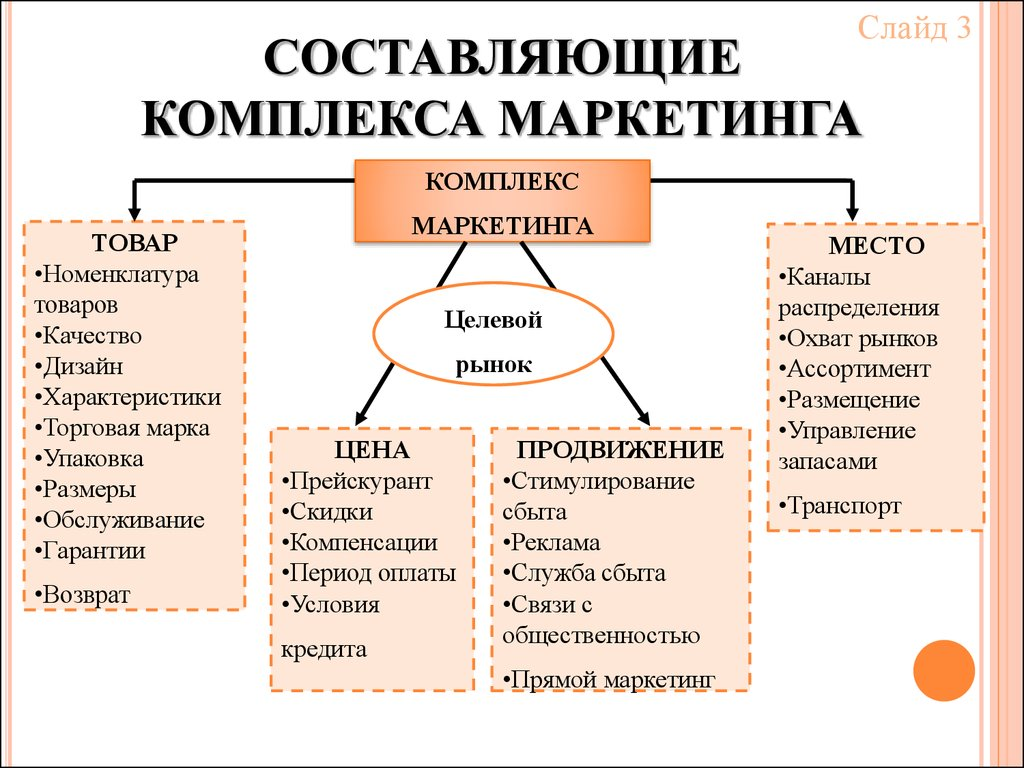 Слайд 3
СОСТАВЛЯЮЩИЕ
КОМПЛЕКСА МАРКЕТИНГА
КОМПЛЕКС
МАРКЕТИНГА
Целевой
рынок
ТОВАР
•Номенклатура
товаров
•Качество
•Дизайн
•Характеристики
•Торговая марка
•Упаковка
•Размеры
•Обслуживание
•Гарантии
•Возврат
ЦЕНА
•Прейскурант
•Скидки
•Компенсации
•Период оплаты
•Условия
кредита
ПРОДВИЖЕНИЕ
•Стимулирование
сбыта
•Реклама
•Служба сбыта
•Связи с
общественностью
•Прямой маркетинг
МЕСТО
•Каналы
распределения
•Охват рынков
•Ассортимент
•Размещение
•Управление
запасами
•Транспорт